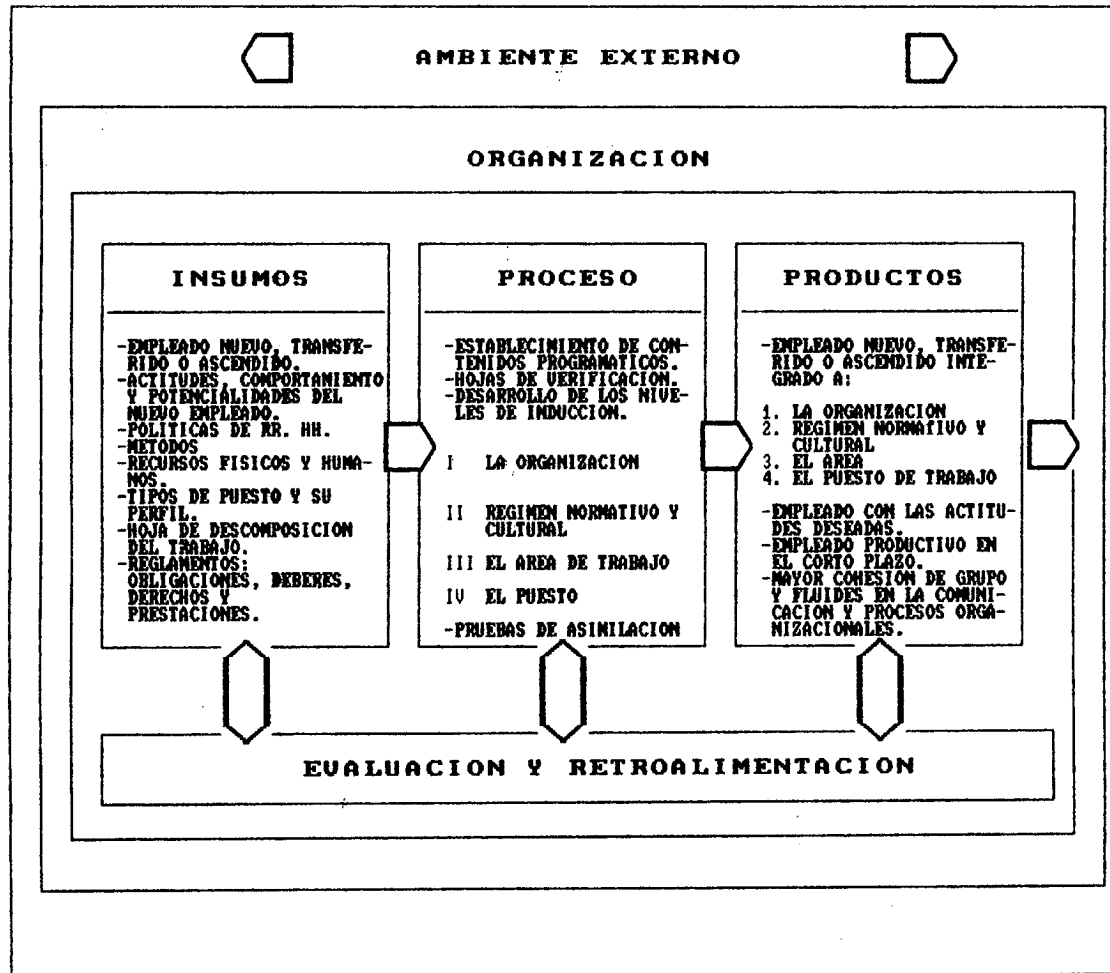 AMBIENTE EXTERNO
ORGANIZACION
INSUMOS
-EMPLEADO NUEVO, TRANSFE-
RIDO O ASCENDIDO.
-ACTITUDES, COMPORTAMIENTO
Y POTENCIALIDADES DEL
NUEVO EMPLEADO.
-POLITICAS DE RR. HH.
-METODOS
-RECURSOS FISICOS Y HUMA-
NOS.
-TIPOS DE PUESTO Y SU
PERFIL.
-HOJA DE DESCOMPOSICION
DEL TRABAJO.
-REGLAMENTOS:
OBLIGACIONES, DEBERES,
DERECHOS Y
PRESTACIONES.
PROCESO
-ESTABLECIMIENTO DE CON-
TENIDOS PROGRAMATICOS.
-HOJAS DE VERIFICACION.
-DESARROLLO DE LOS NIVE-
LES DE INDUCCION.
I LA ORGANIZACION
II REGIMEN NORMATIVO Y
CULTURAL
III EL AREA DE TRABAJO
IV EL PUESTO
-PRUEBAS DE ASIMILACION
PRODUCTOS
-EMPLEADO NUEVO, TRANSFE-
RIDO O ASCENDIDO INTE-
GRADO A:
1. LA ORGANIZACION
2. REGIMEN NORMATIVO Y
CULTURAL
3. EL AREA
4. EL PUESTO DE TRABAJO
-EMPLEADO CON LAS ACTITU-
DES DESEADAS.
-EMPLEADO PRODUCTIVO EN
EL CORTO PLAZO.
-MAYOR COHESION DE GRUPO
Y FLUIDES EN LA COMUNI-
CACION Y PROCESOS ORGA-
NIZACIONALES.
EVALUACION Y RETROALIMENTACION